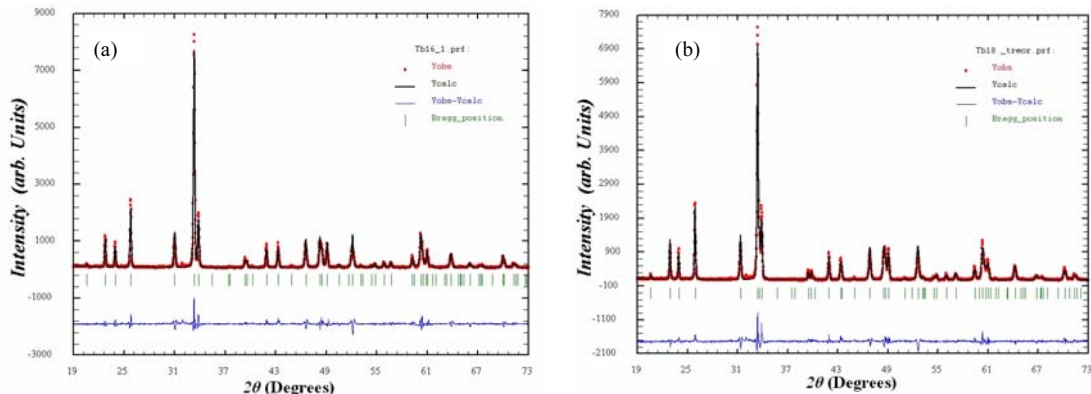 (a)
Tb16_1.prf:
Yobs
Ycalc
Yobs-Ycalc
Bragg_position
9000
7000
5000
3000
1000
-1000
-3000
19 25 31 37 43 49 55 61 67 73
Intensity (arb. Units)
2θ (Degrees)
(b)
Tb18 _tremor.prf:
Yobs
Ycalc
Yobs-Ycalc
Bragg_position
7900
6900
5900
4900
3900
2900
1900
900
-100
-1100
-2100
19 25 31 37 43 49 55 61 67 73
Intensity (arb. Units)
2θ (Degrees)